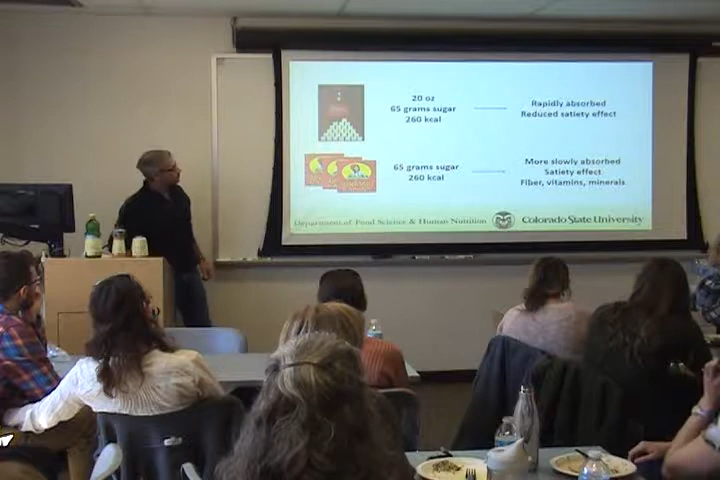 20 oz
65 grams sugar
260 kcal
Rapidly absorbed
Reduced satiety effect
65 grams sugar
260 kcal
More slowly absorbed
Satiety effect
Fiber, vitamins, minerals
Department of Food Science & Human Nutrition
Colorado State University